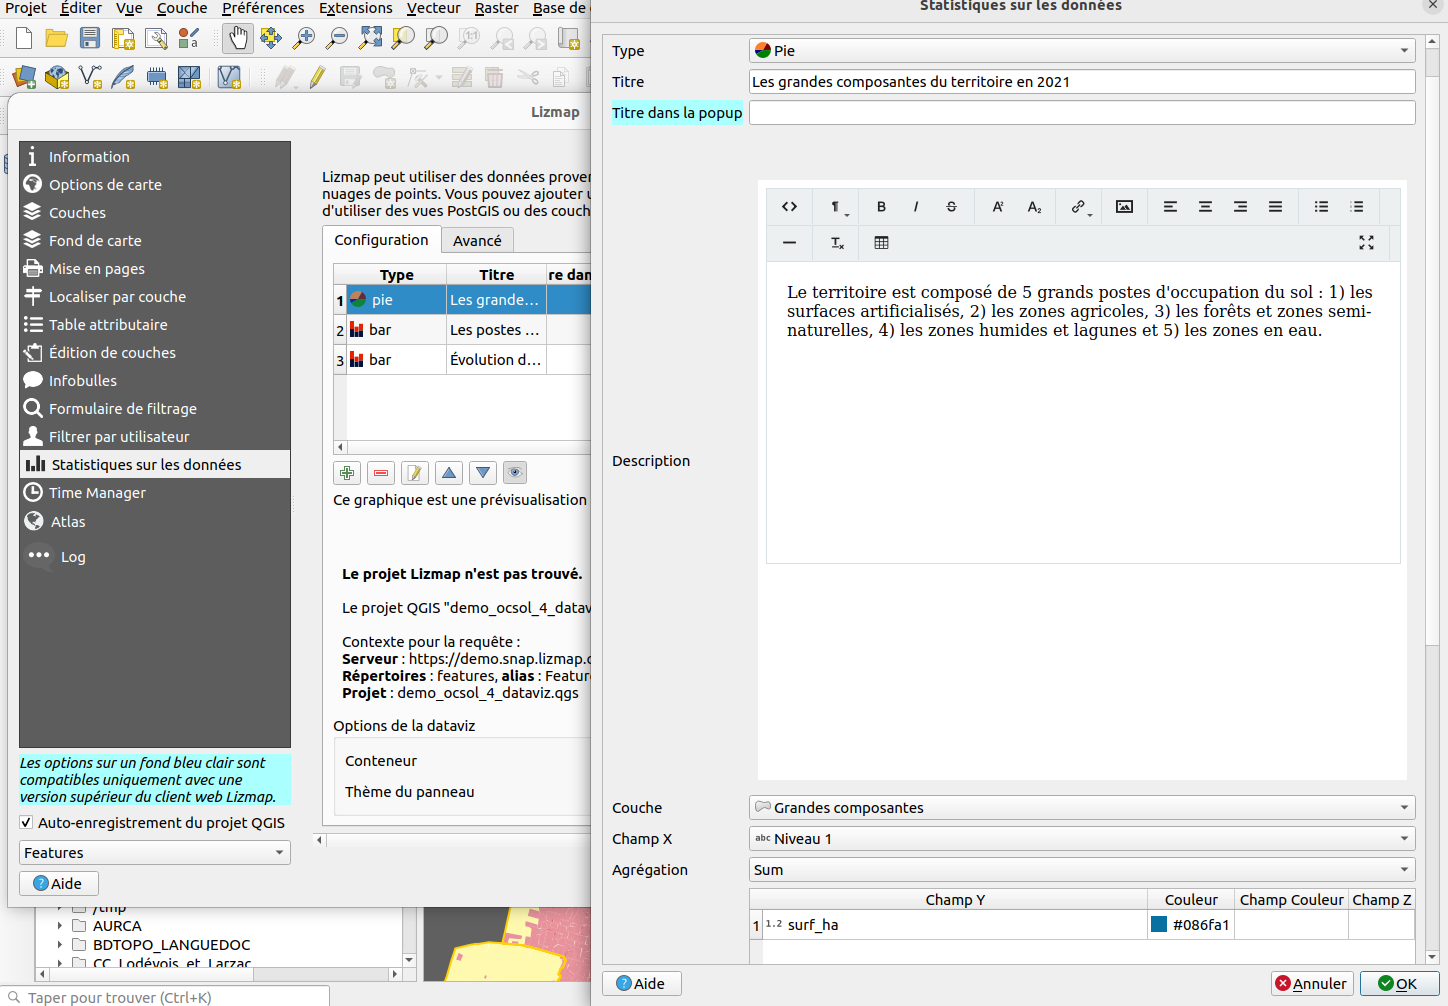 Projet Éditer Vue Couche Préférences Extensions Vecteur Raster Base de
Lizmap
Information
Options de carte
Couches
Fond de carte
Mise en pages
Localiser par couche
Table attributaire
Édition de couches
Infobulles
Formulaire de filtrage
Filtrer par utilisateur
Statistiques sur les données
Time Manager
Atlas
Log
Les options sur un fond bleu clair sont
compatibles uniquement avec une
version supérieur du client web Lizmap.
Auto-enregistrement du projet QGIS
Features
Aide
Lizmap peut utiliser des données prove
nuages de points. Vous pouvez ajouter
d'utiliser des vues PostGIS ou des couch
Configuration Avancé
Type Titre re dan
1 pie Les grande...
2 bar Les postes ...
3 bar Évolution d...
Ce graphique est une prévisualisation
Le projet Lizmap n'est pas trouvé.
Le projet QGIS "demo_ocsol_4_datav
Contexte pour la requête :
Serveur : https://demo.snap.lizmap.c
Répertoires : features, alias : Featur
Projet : demo_ocsol_4_dataviz.qgs
Options de la dataviz
Conteneur
Thème du panneau
/tmp
AURCA
BDTOPO_LANGUEDOC
CC_Lodévois_et_Larzac
Taper pour trouver (Ctrl+K)
Statistiques sur les données
Type Pie
Titre Les grandes composantes du territoire en 2021
Titre dans la popup
Description
Le territoire est composé de 5 grands postes d'occupation du sol : 1) les
surfaces artificialisés, 2) les zones agricoles, 3) les forêts et zones semi-
naturelles, 4) les zones humides et lagunes et 5) les zones en eau.
Couche Grandes composantes
Champ X abc Niveau 1
Agrégation Sum
Champ Y Couleur Champ Couleur Champ Z
1 1.2 surf_ha #086fa1
Aide Annuler OK